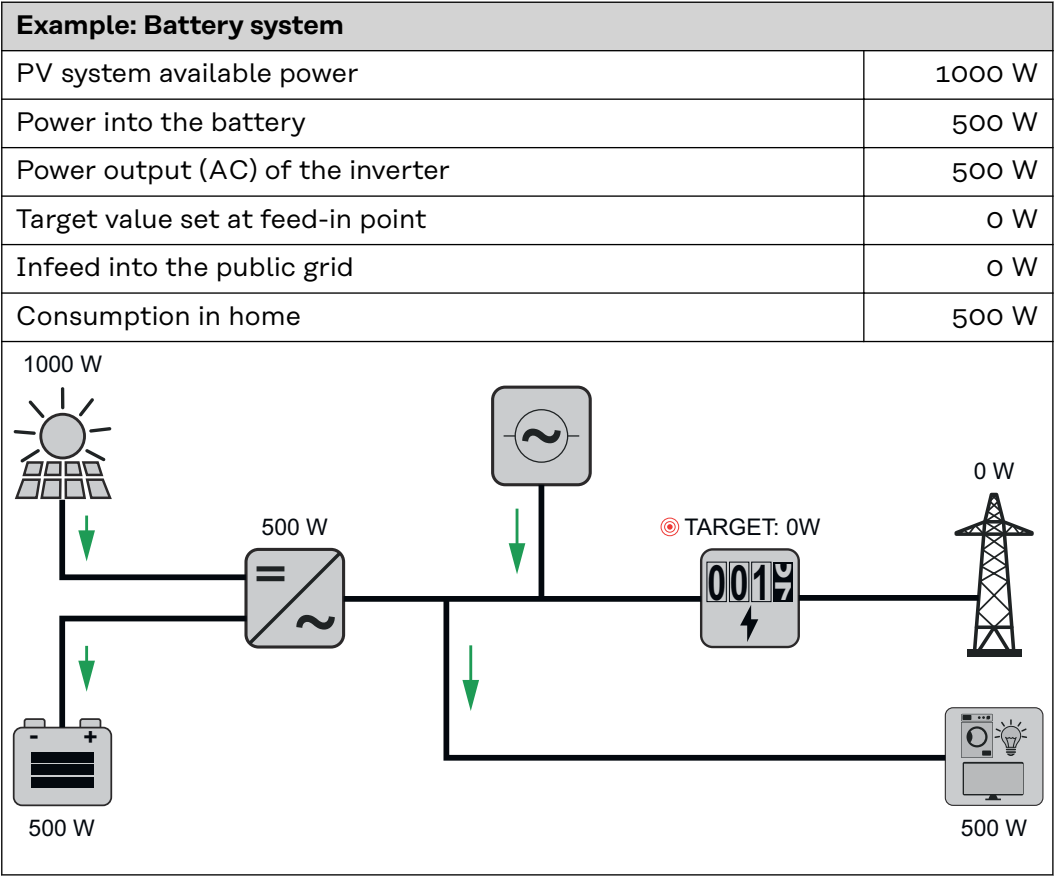 Example: Battery system
PV system available power 1000 W
Power into the battery 500 W
Power output (AC) of the inverter 500 W
Target value set at feed-in point 0 W
Infeed into the public grid 0 W
Consumption in home 500 W
1000 W
0 W
500 W
TARGET: 0W
001
- +
500 W
500 W